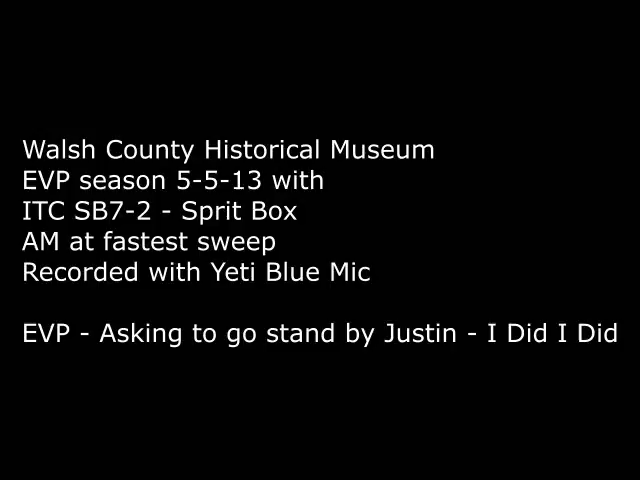 Walsh County Historical Museum
EVP season 5-5-13 with
ITC SB7-2 - Sprit Box
AM at fastest sweep
Recorded with Yeti Blue Mic
EVP - Asking to go stand by Justin - I Did I Did